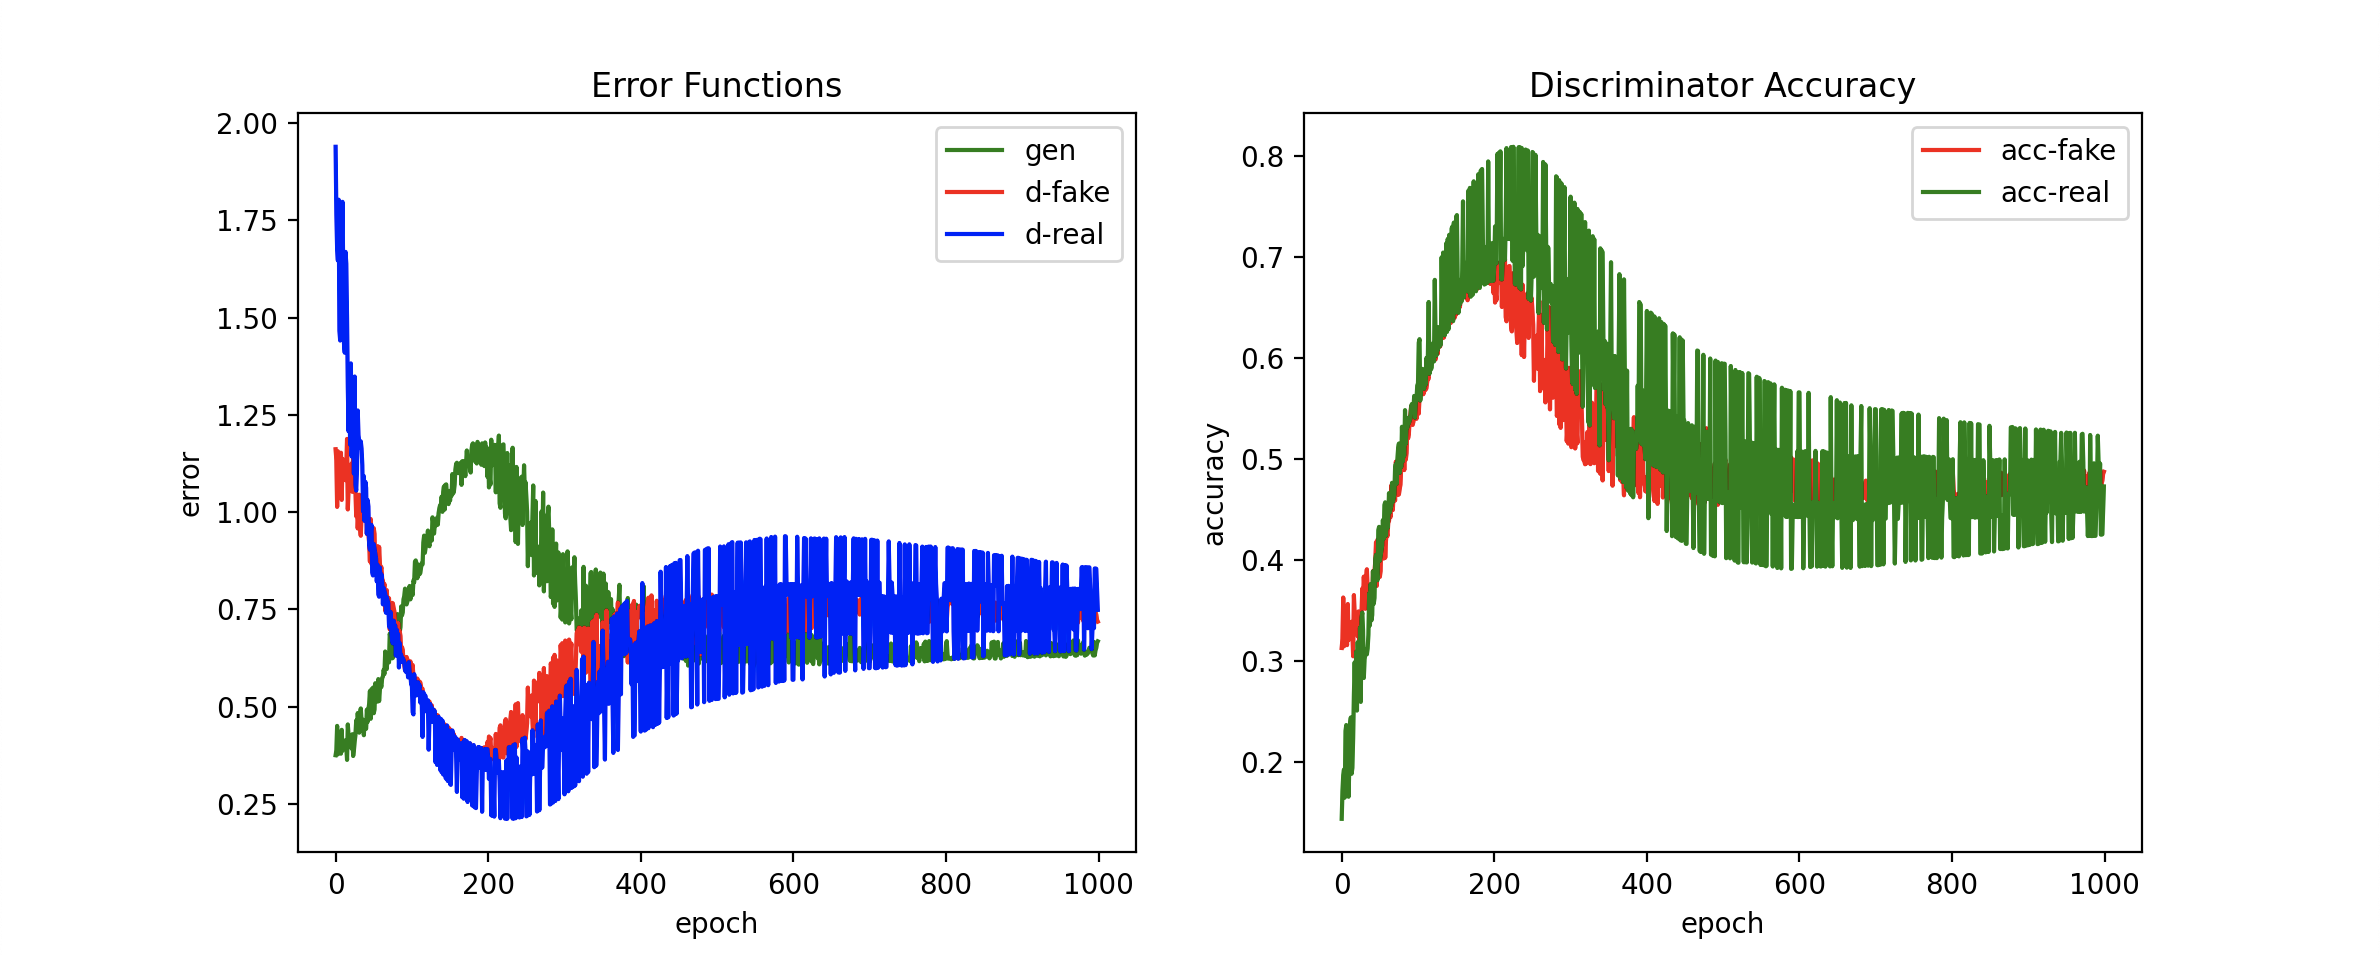 Error Functions
2.00
1.75
1.50
1.25
1.00
0.75
0.50
0.25
error
gen
d-fake
d-real
0 200 400 600 800 1000
epoch
Discriminator Accuracy
0.8
0.7
0.6
0.5
0.4
0.3
0.2
accuracy
acc-fake
acc-real
0 200 400 600 800 1000
epoch